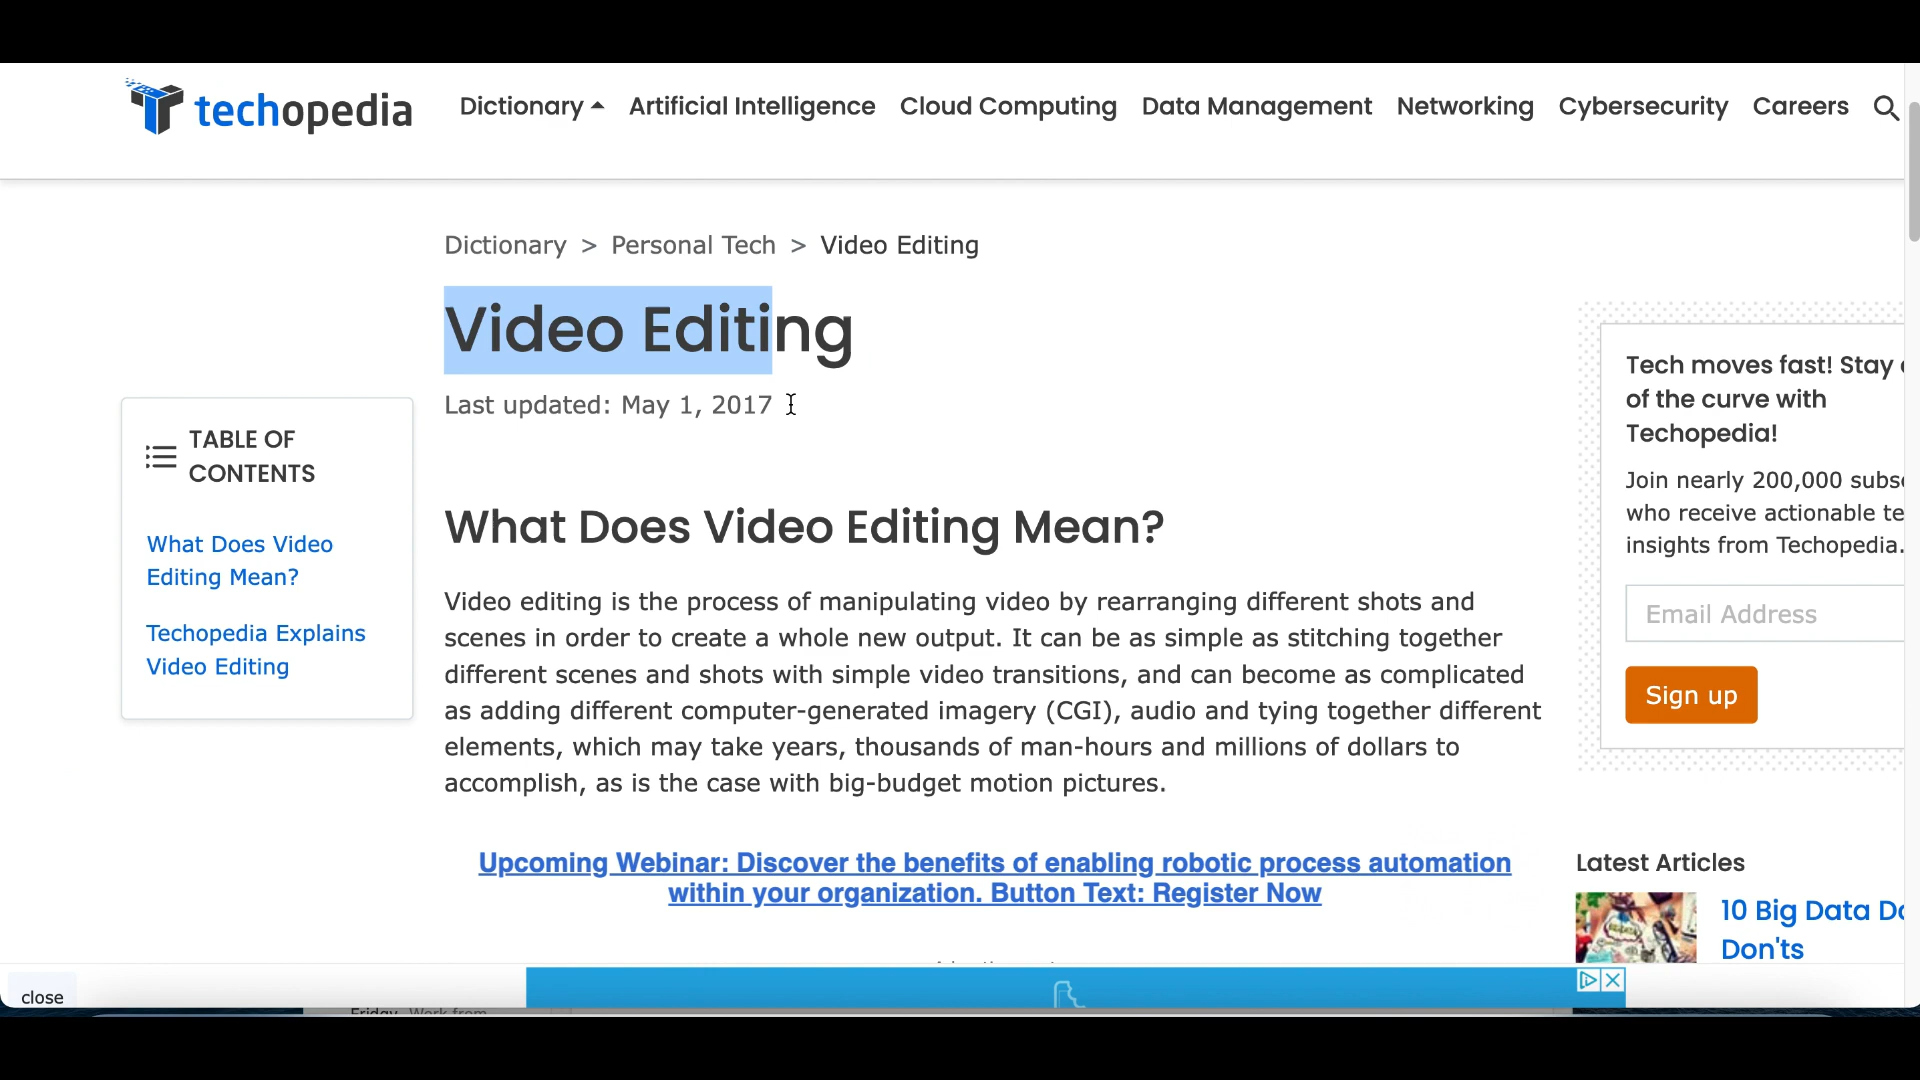 techopedia
Dictionary Artificial Intelligence Cloud Computing Data Management Networking Cybersecurity Careers
Dictionary > Personal Tech > Video Editing
Video Editing
Last updated: May 1, 2017
TABLE OF
CONTENTS
What Does Video
Editing Mean?
Techopedia Explains
Video Editing
What Does Video Editing Mean?
Video editing is the process of manipulating video by rearranging different shots and
scenes in order to create a whole new output. It can be as simple as stitching together
different scenes and shots with simple video transitions, and can become as complicated
as adding different computer-generated imagery (CGI), audio and tying together different
elements, which may take years, thousands of man-hours and millions of dollars to
accomplish, as is the case with big-budget motion pictures.
Upcoming Webinar: Discover the benefits of enabling robotic process automation
within your organization. Button Text: Register Now
Tech moves fast! Stay
of the curve with
Techopedia!
Join nearly 200,000
who receive actionable
insights from Techopedia.
Email Address
Sign up
Latest Articles
10 Big Data
Don'ts
close